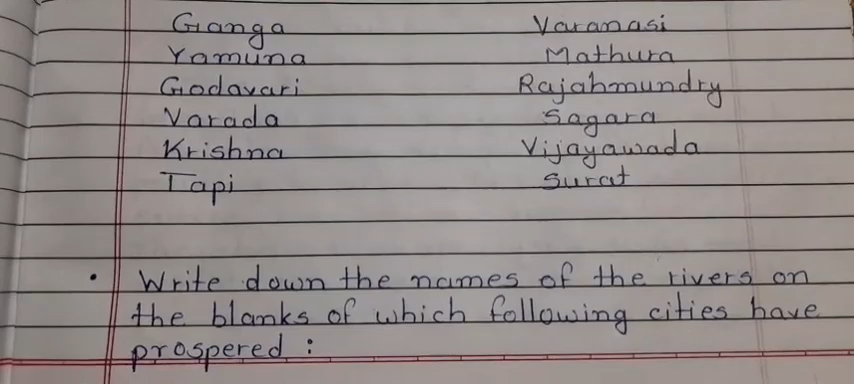 Ganga Varanasi
Yamuna Mathura
Godavari Rajahmundry
Varada Sagara
Krishna Vijayawada
Tapi Surat
• Write down the names of the rivers on
the blanks of which following cities have
prospered :